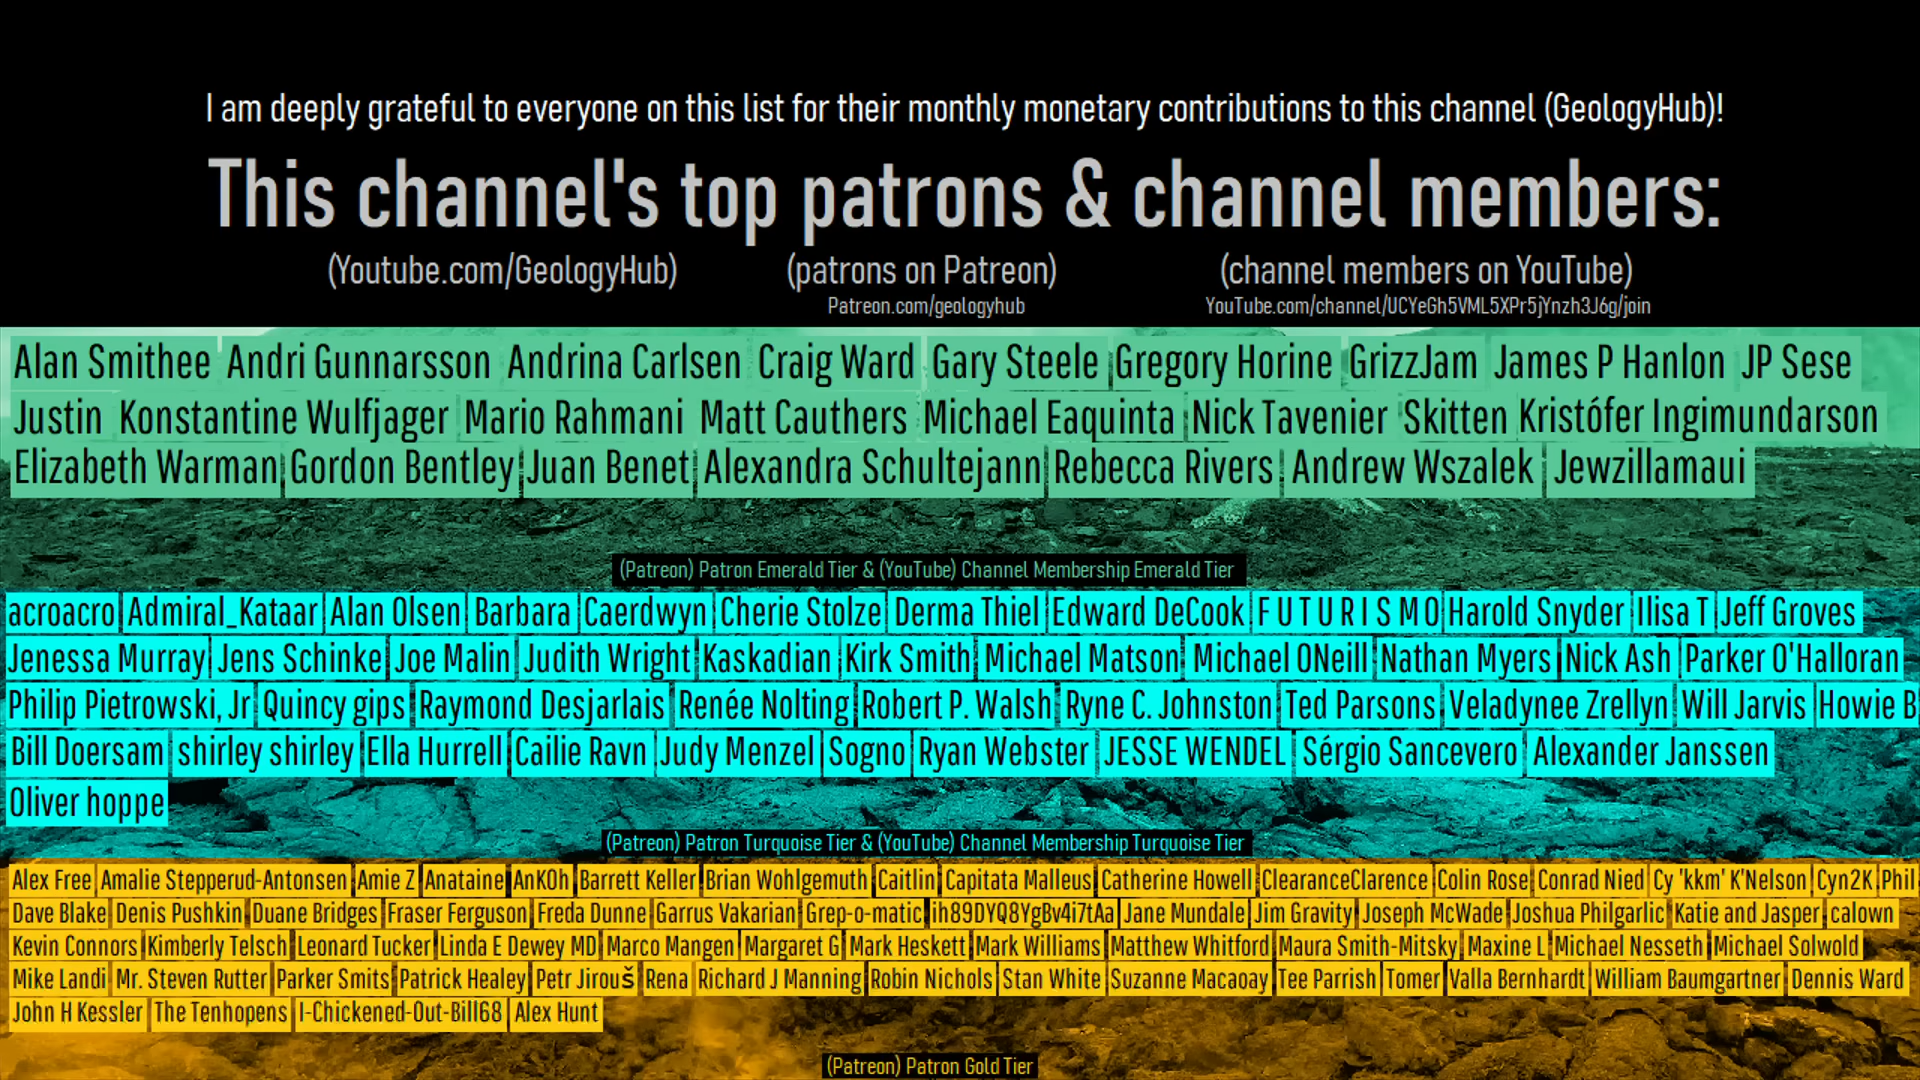 I am deeply grateful to everyone on this list for their monthly monetary contributions to this channel (GeologyHub)!
This channel's top patrons & channel members:
(Youtube.com/GeologyHub) (patrons on Patreon) (channel members on YouTube)
Patreon.com/geologyhub YouTube.com/channel/UCYeGh5VML5XPr5jYnzh3J6g/join
Alan Smithee Andri Gunnarsson Andrina Carlsen Craig Ward Gary Steele Gregory Horine GrizzJam James P Hanlon JP Sese
Justin Konstantine Wulfjager Mario Rahmani Matt Cauthers Michael Eaquinta Nick Tavenier Skitten Kristófer Ingimundarson
Elizabeth Warman Gordon Bentley Juan Benet Alexandra Schultejann Rebecca Rivers Andrew Wszalek Jewzillamaui
(Patreon) Patron Emerald Tier & (YouTube) Channel Membership Emerald Tier
acroacro Admiral_Kataar Alan Olsen Barbara Caerdwyn Cherie Stolze Derma Thiel Edward DeCook F U T U R I S M O Harold Snyder Ilisa T Jeff Groves
Jenessa Murray Jens Schinke Joe Malin Judith Wright Kaskadian Kirk Smith Michael Matson Michael ONeill Nathan Myers Nick Ash Parker O'Halloran
Philip Pietrowski, Jr Quincy gips Raymond Desjarlais Renée Nolting Robert P. Walsh Ryne C. Johnston Ted Parsons Veladynee Zrellyn Will Jarvis Howie B
Bill Doersam shirley shirley Ella Hurrell Cailie Ravn Judy Menzel Sogno Ryan Webster JESSE WENDEL Sérgio Sancevero Alexander Janssen
Oliver hoppe
(Patreon) Patron Turquoise Tier & (YouTube) Channel Membership Turquoise Tier
Alex Free Amalie Stepperud-Antonsen Amie Z Anataine AnKOh Barrett Keller Brian Wohlgemuth Caitlin Capitata Malleus Catherine Howell ClearanceClarence Colin Rose Conrad Nied Cy 'kkm' K'Nelson Cyn2K Phil
Dave Blake Denis Pushkin Duane Bridges Fraser Ferguson Freda Dunne Garrus Vakarian Grep-o-matic ih89DYQ8YgBv4i7tAa Jane Mundale Jim Gravity Joseph McWade Joshua Philgarlic Katie and Jasper calown
Kevin Connors Kimberly Telsch Leonard Tucker Linda E Dewey MD Marco Mangen Margaret G Mark Heskett Mark Williams Matthew Whitford Maura Smith-Mitsky Maxine L Michael Nesseth Michael Solwold
Mike Landi Mr. Steven Rutter Parker Smits Patrick Healey Petr Jirouš Rena Richard J Manning Robin Nichols Stan White Suzanne Macaoay Tee Parrish Tomer Valla Bernhardt William Baumgartner Dennis Ward
John H Kessler The Tenhopens I-Chickened-Out-Bill68 Alex Hunt
(Patreon) Patron Gold Tier